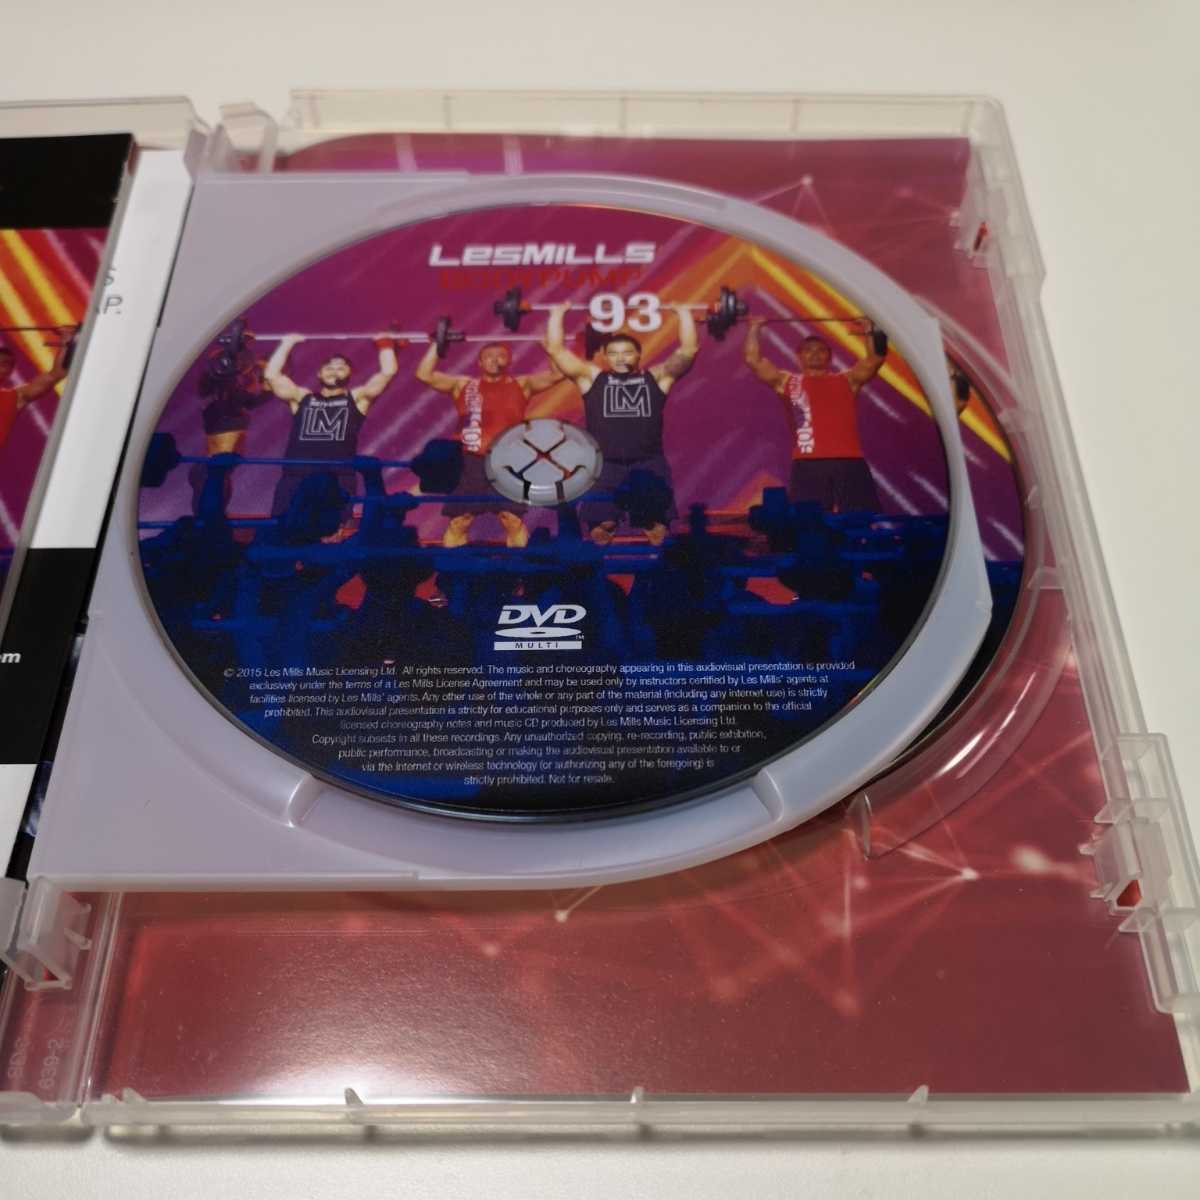 LesMills
BODYPUMP
93
LM
LM
DVD
MULTI
TM
© 2015 Les Mills Music Licensing Ltd. All rights reserved. The music and choreography appearing in this audiovisual presentation is provided
exclusively under the terms of a Les Mills License Agreement and may be used only by instructors certified by Les Mills' agents at
facilities licensed by Les Mills' agents. Any other use of the whole or any part of the material (including any internet use) is strictly
prohibited. This audiovisual presentation is strictly for educational purposes only and serves as a companion to the official
licensed choreography notes and music CD produced by Les Mills Music Licensing Ltd.
Copyright subsists in all these recordings. Any unauthorized copying, re-recording, public exhibition,
public performance, broadcasting or making the audiovisual presentation available to or
via the Internet or wireless technology (or authorizing any of the foregoing) is
strictly prohibited. Not for resale.
S
P.
om
639-2